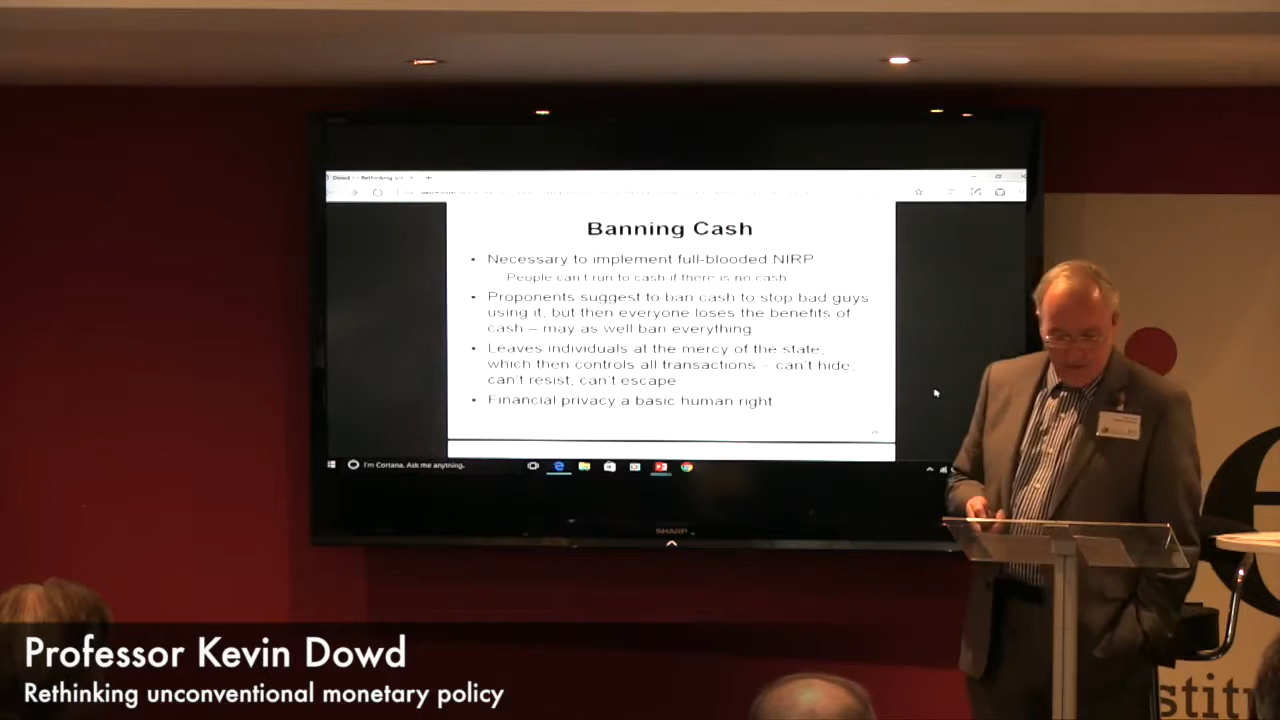 Dowd - Rethinking un
Banning Cash
• Necessary to implement full-blooded NIRP
People can't run to cash if there is no cash
• Proponents suggest to ban cash to stop bad guys
using it, but then everyone loses the benefits of
cash – may as well ban everything
• Leaves individuals at the mercy of the state,
which then controls all transactions – can't hide,
can't resist, can't escape
• Financial privacy a basic human right
I'm Cortana. Ask me anything.
SHARP
stitu
Professor Kevin Dowd
Rethinking unconventional monetary policy